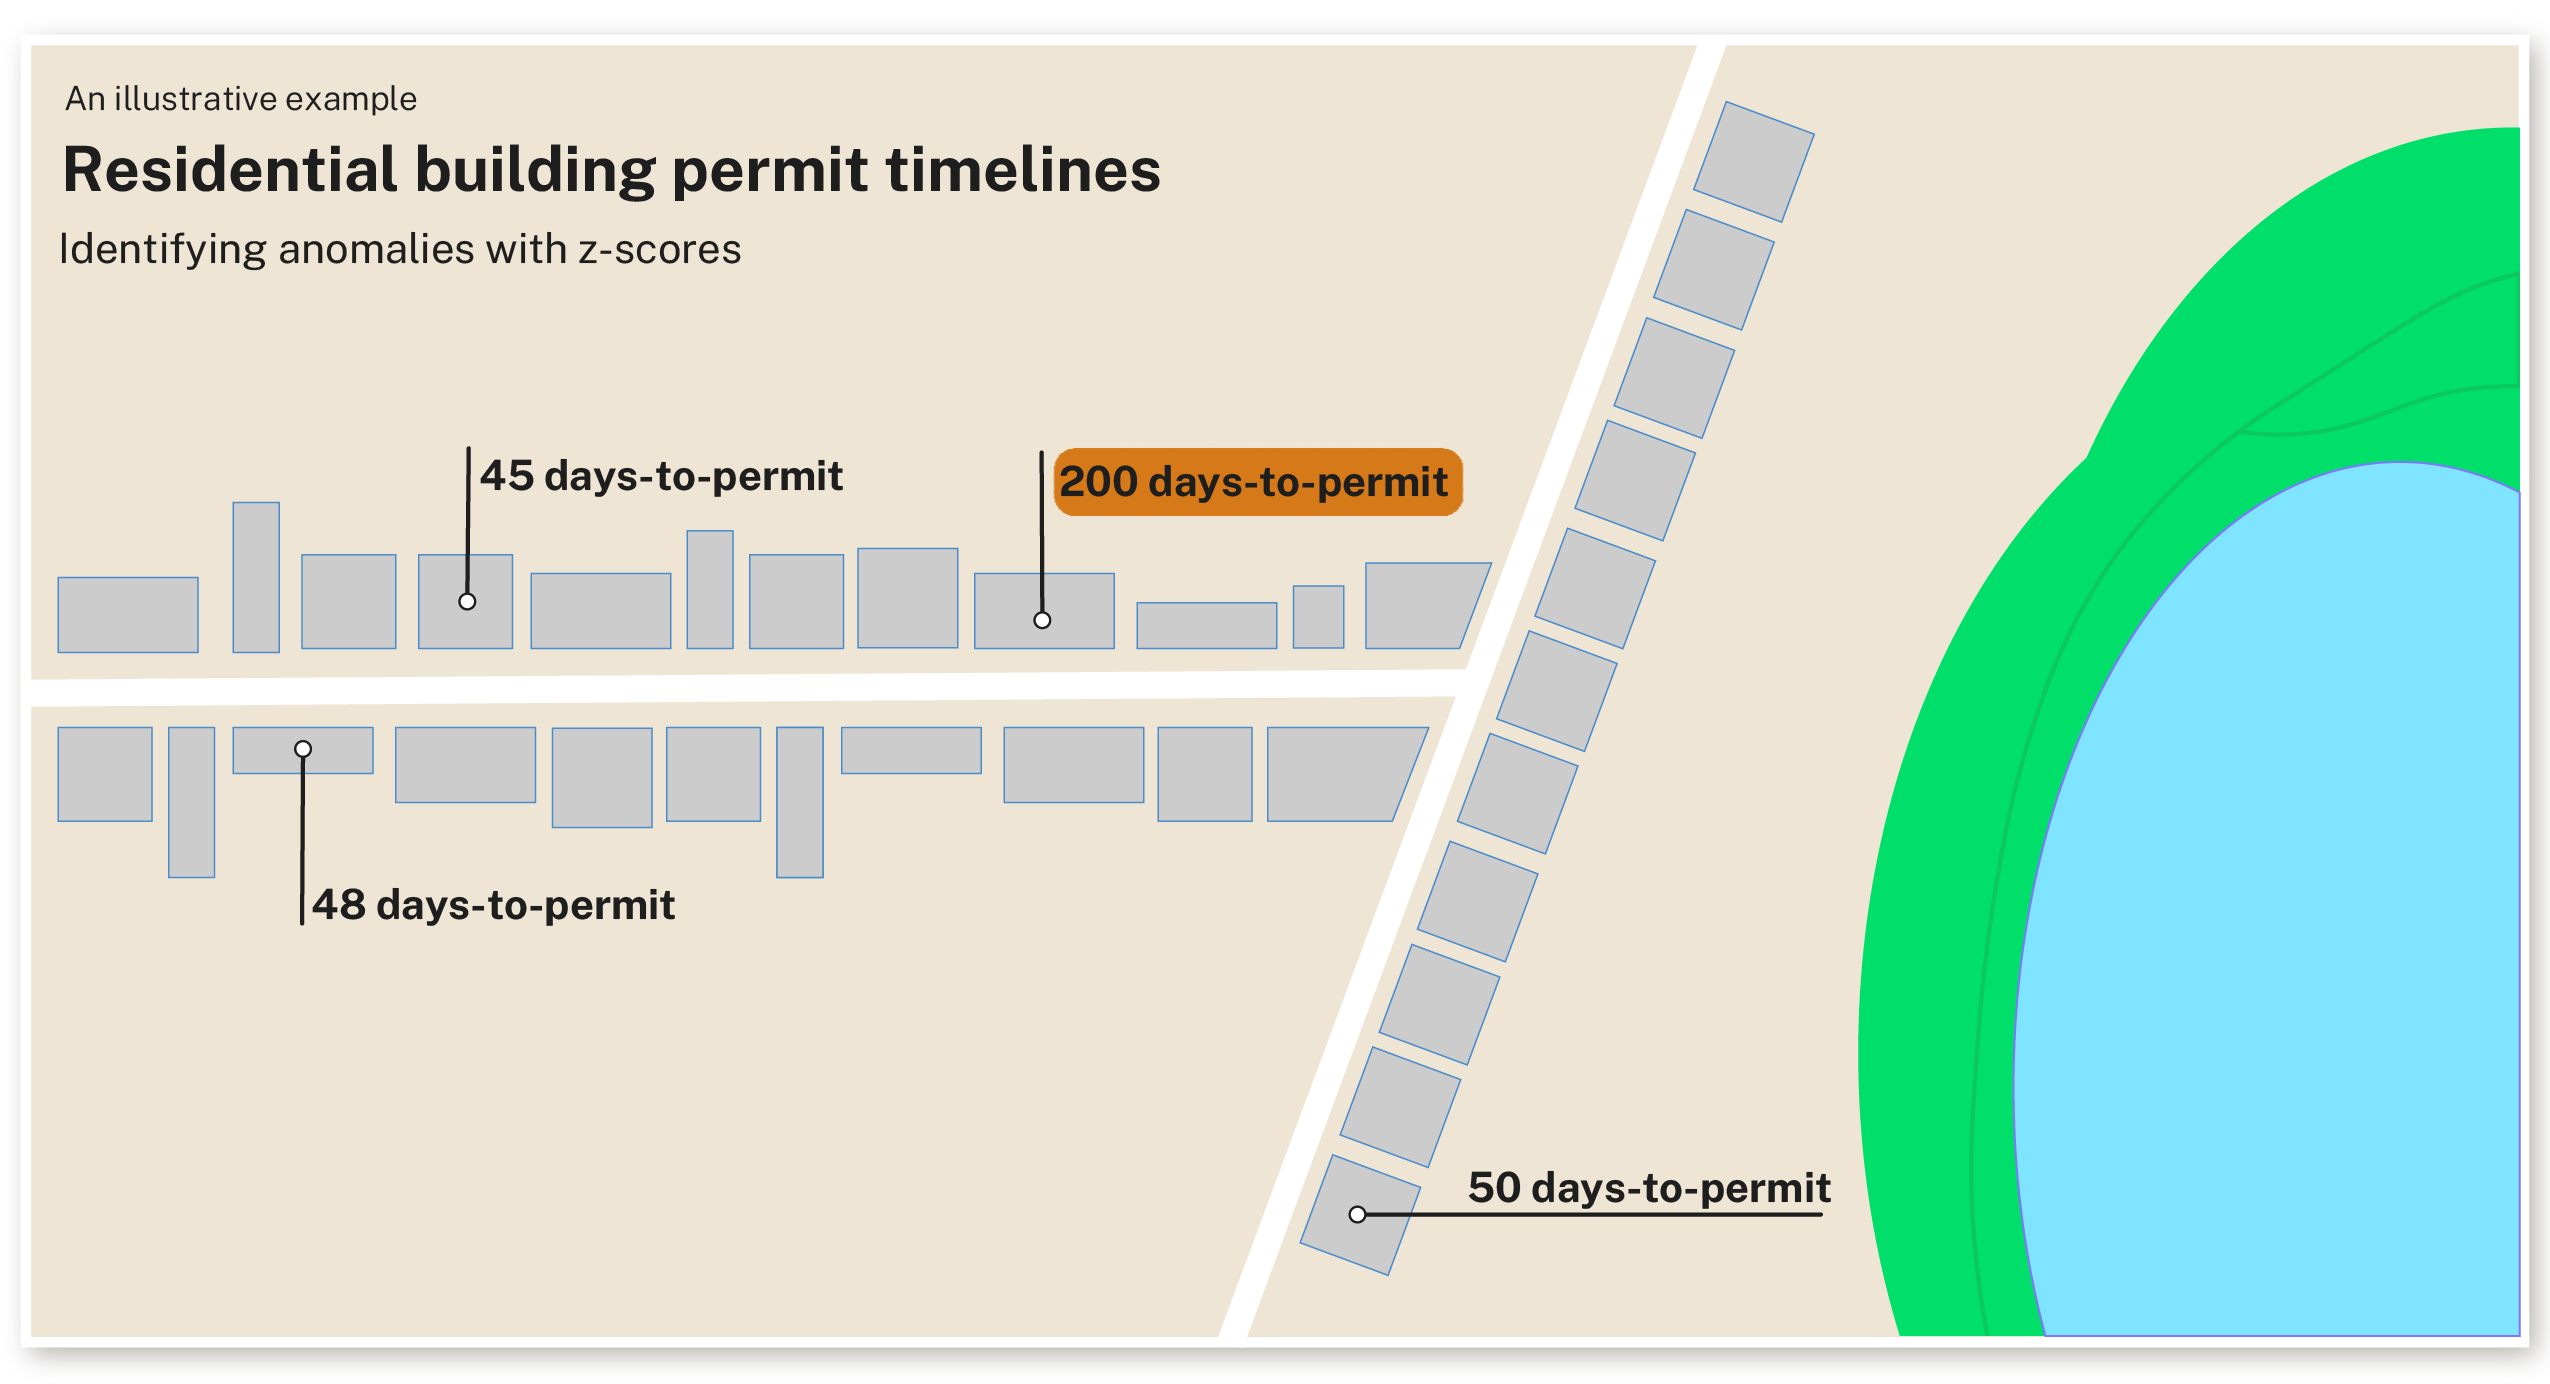 An illustrative example
Residential building permit timelines
Identifying anomalies with z-scores
45 days-to-permit
200 days-to-permit
48 days-to-permit
50 days-to-permit